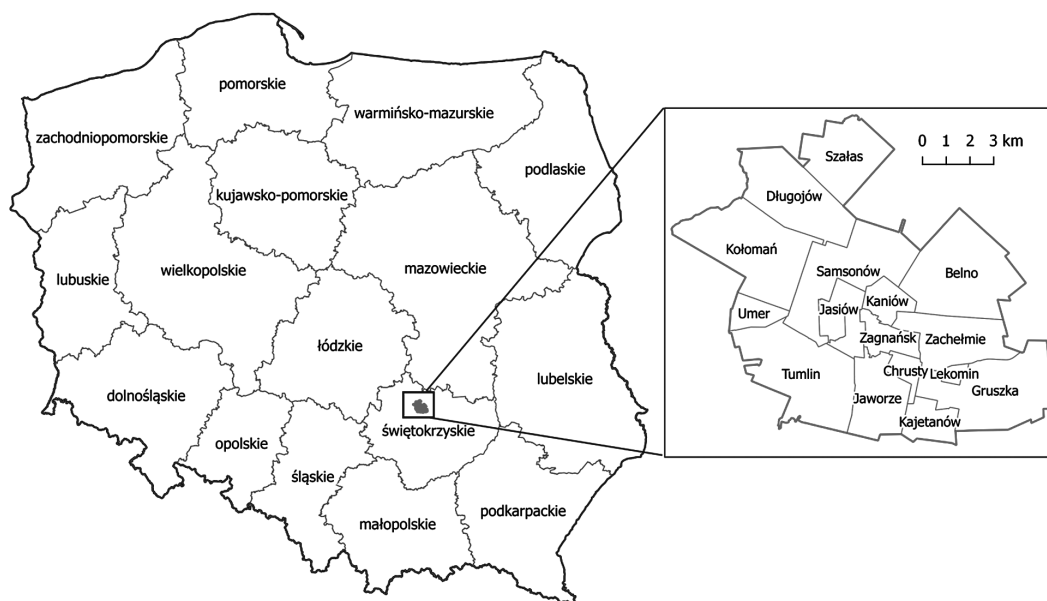 pomorskie
warmińsko-mazurskie
zachodniopomorskie
podlaskie
kujawsko-pomorskie
mazowieckie
wielkopolskie
lubuskie
łódzkie
lubelskie
dolnośląskie
świętokrzyskie
opolskie
śląskie
podkarpackie
małopolskie
0 1 2 3 km
Szałas
Długojów
Kołomań
Samsonów
Belno
Kaniów
Umer
Jasiów
Zagnańsk
Zachełmie
Tumlin
Chrusty
Lekomin
Gruszka
Jaworze
Kajetanów